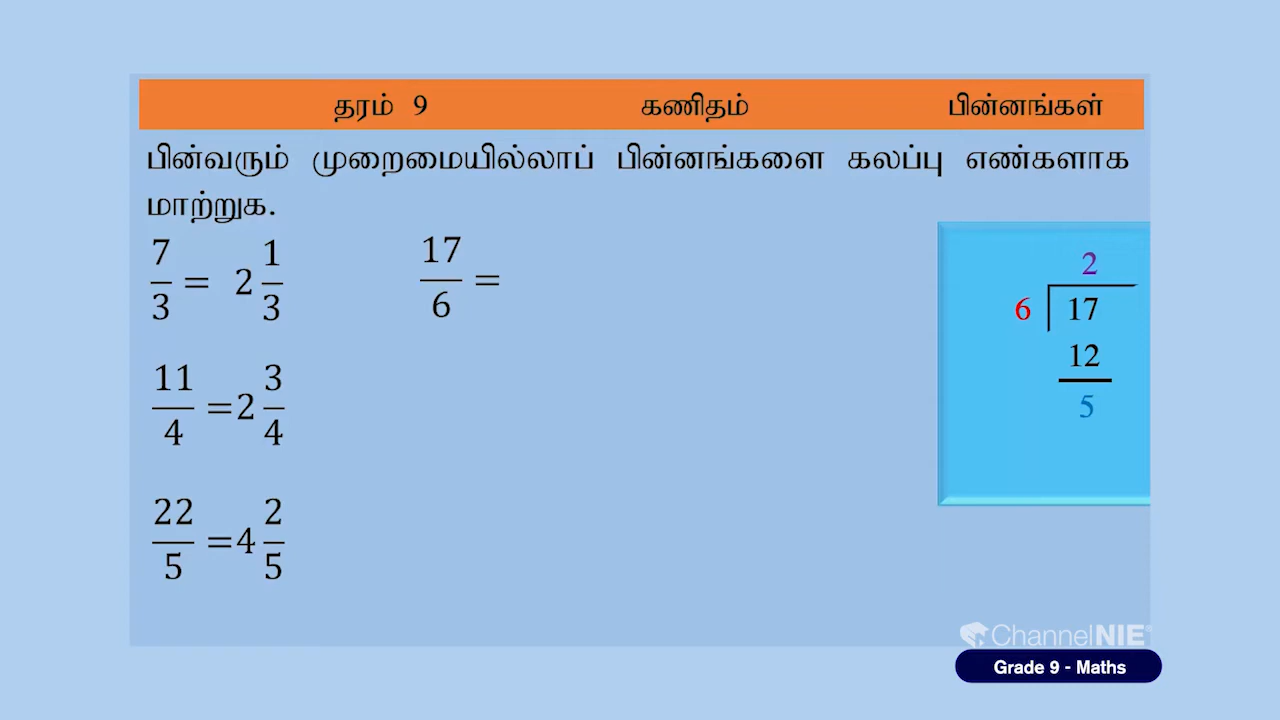 தரம் 9 கணிதம் பின்னங்கள்
பின்வரும் முறைமையில்லாப் பின்னங்களை கலப்பு எண்களாக
மாற்றுக.
7/3 = 2 1/3
11/4 =2 3/4
22/5 =4 2/5
17/6 =
2
6 17
12
5
ChannelNIE
Grade 9 - Maths